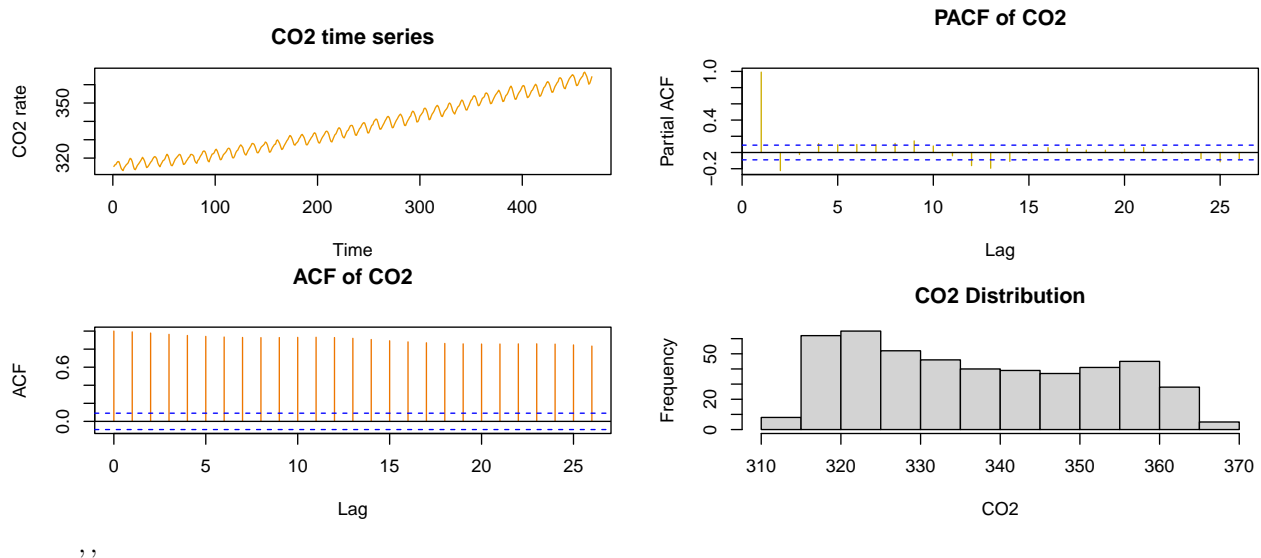 CO2 time series
CO2 rate
320
350
0
100
200
300
400
Time
PACF of CO2
Partial ACF
−0.2
0.4
1.0
0
5
10
15
20
25
Lag
ACF of CO2
ACF
0.0
0.6
0
5
10
15
20
25
Lag
CO2 Distribution
Frequency
0
20
50
310
320
330
340
350
360
370
CO2
, ,